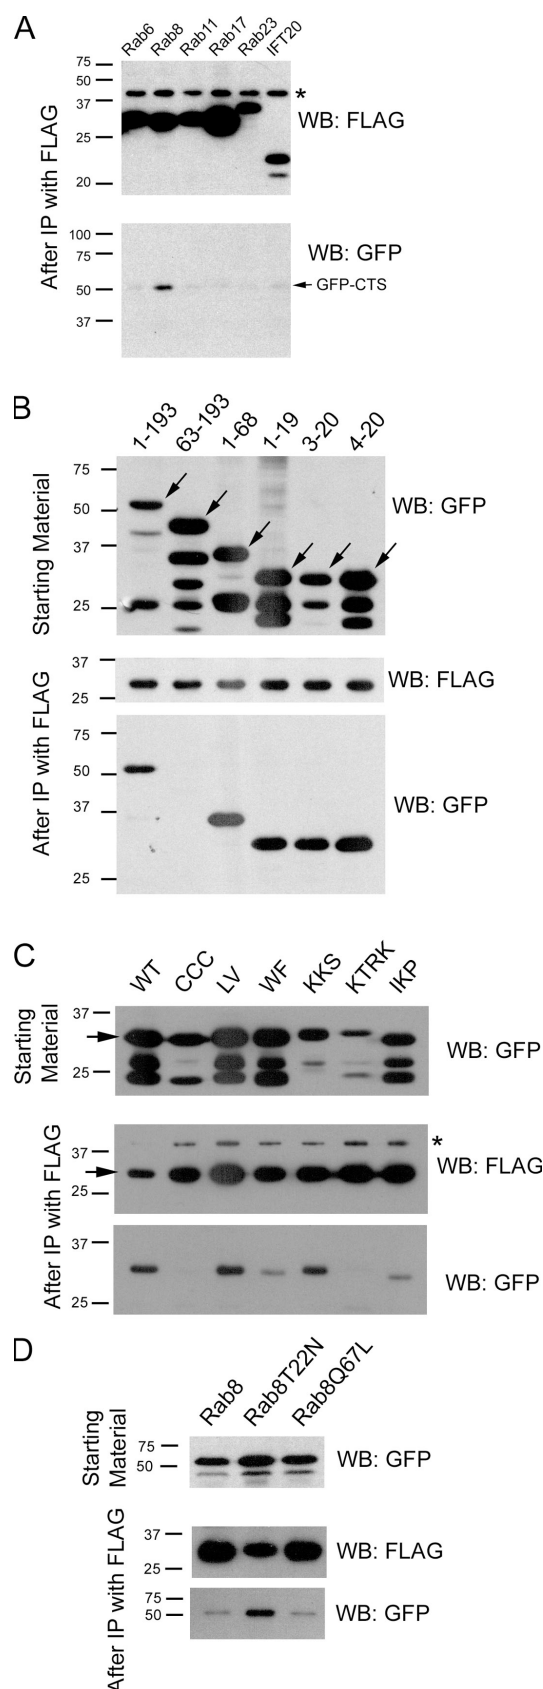 A
Rab6 Rab8 Rab11 Rab17 Rab23 IFT20
After IP with FLAG
75
50
*
37
WB: FLAG
25
20
100
75
WB: GFP
50
GFP-CTS
37
B
1-193 63-193 1-68 1-19 3-20 4-20
Starting Material
75
50
WB: GFP
37
25
After IP with FLAG
37
WB: FLAG
25
75
50
37
WB: GFP
25
C
WT CCC LV WF KKS KTRK IKP
Starting
Material
37
WB: GFP
25
After IP with FLAG
*
37
WB: FLAG
25
37
WB: GFP
25
D
Rab8 Rab8T22N Rab8Q67L
Starting
Material
75
50
WB: GFP
After IP with FLAG
37
WB: FLAG
25
75
50
WB: GFP